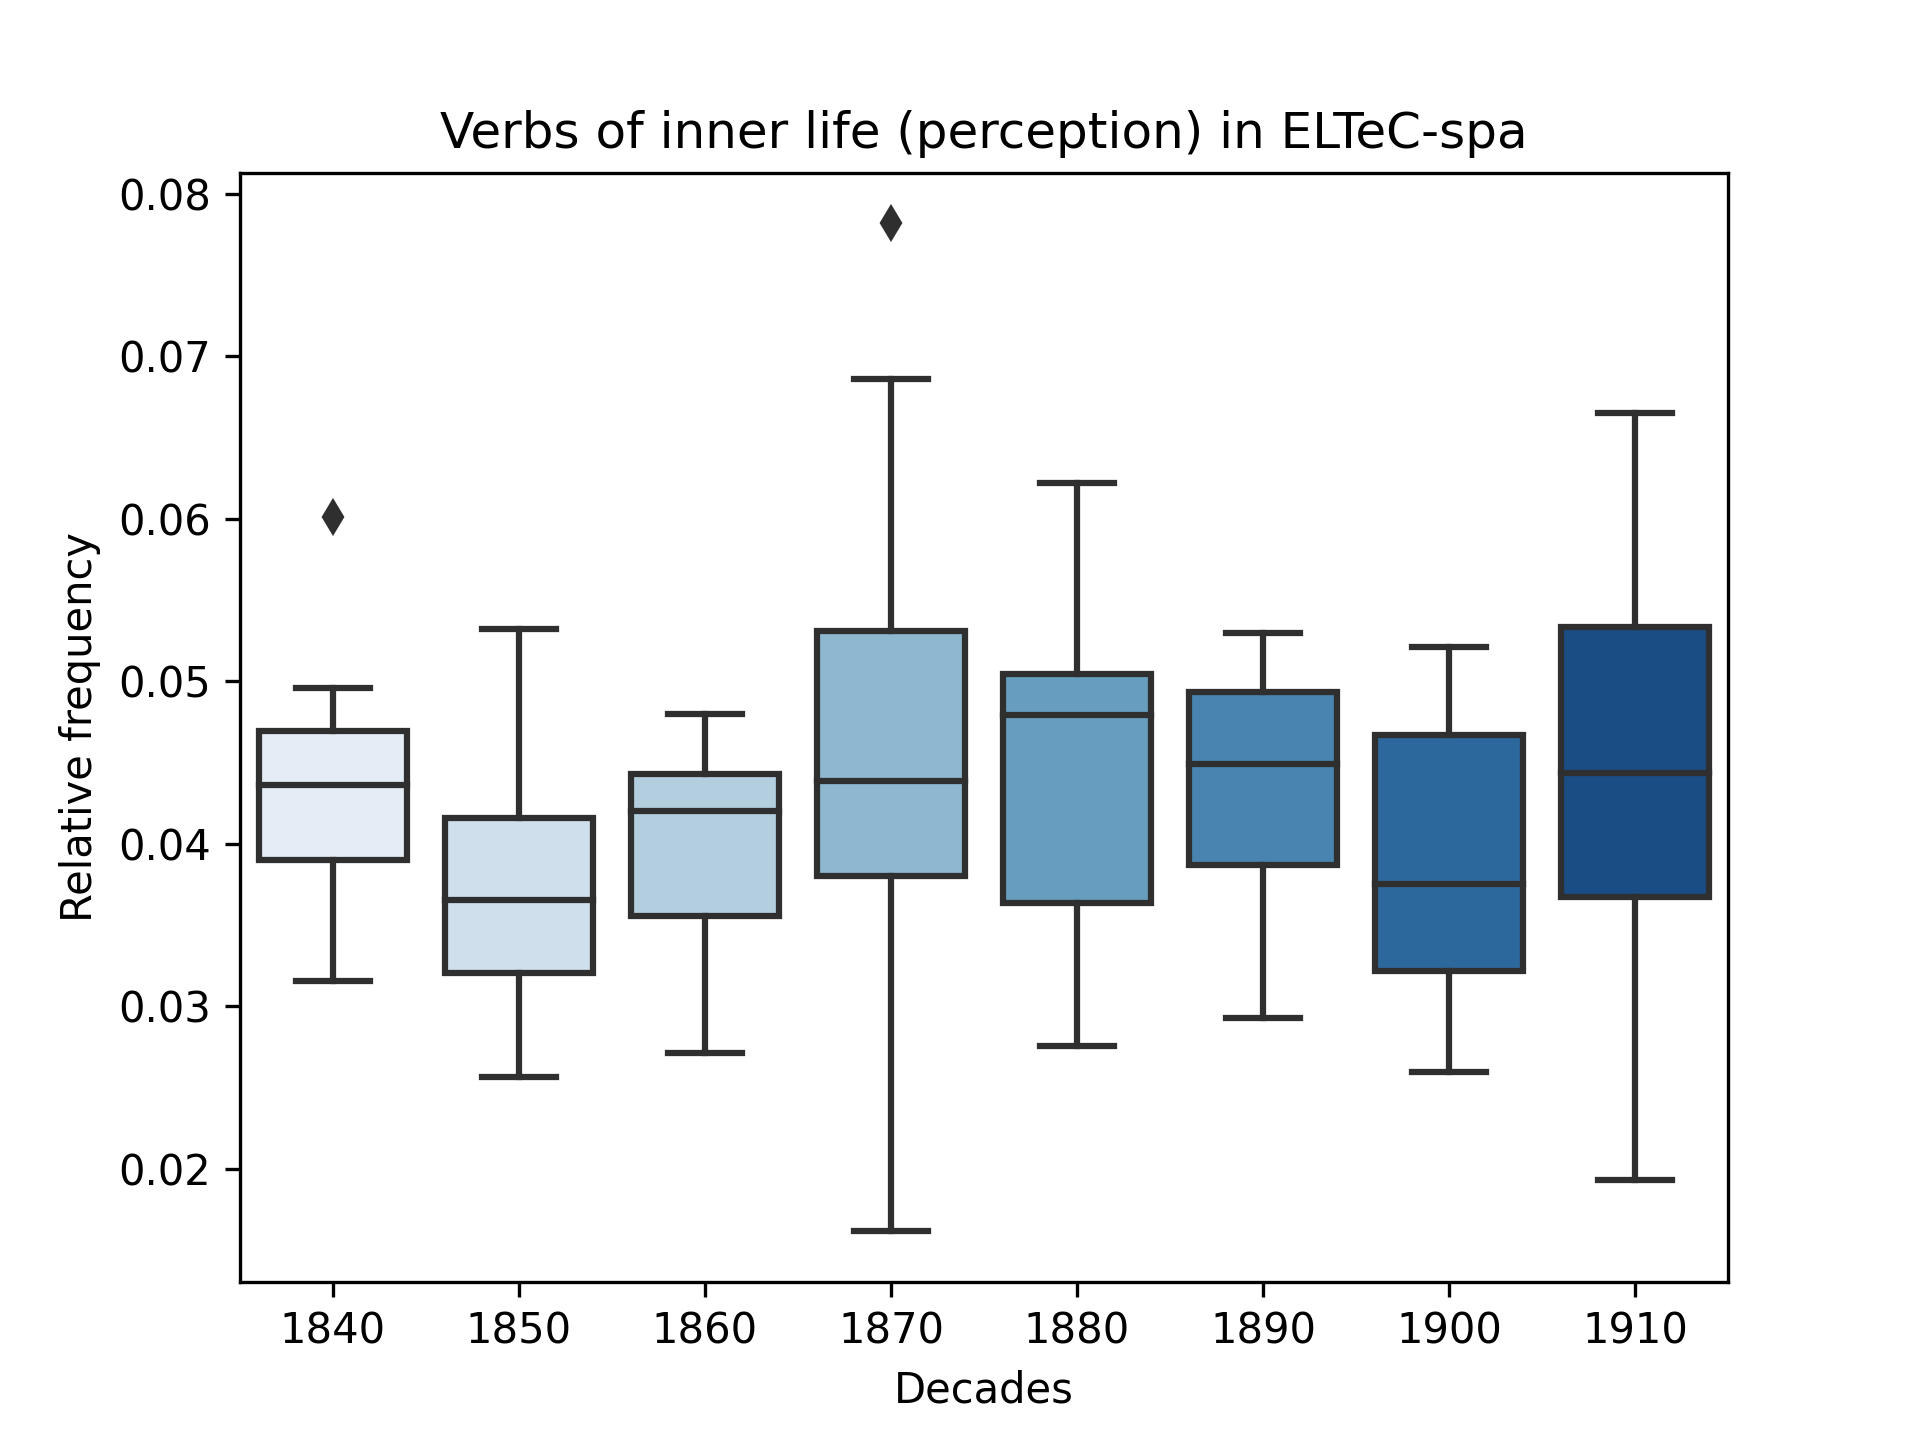 Verbs of inner life (perception) in ELTeC-spa
0.08
0.07
0.06
0.05
0.04
0.03
0.02
Relative frequency
1840 1850 1860 1870 1880 1890 1900 1910
Decades